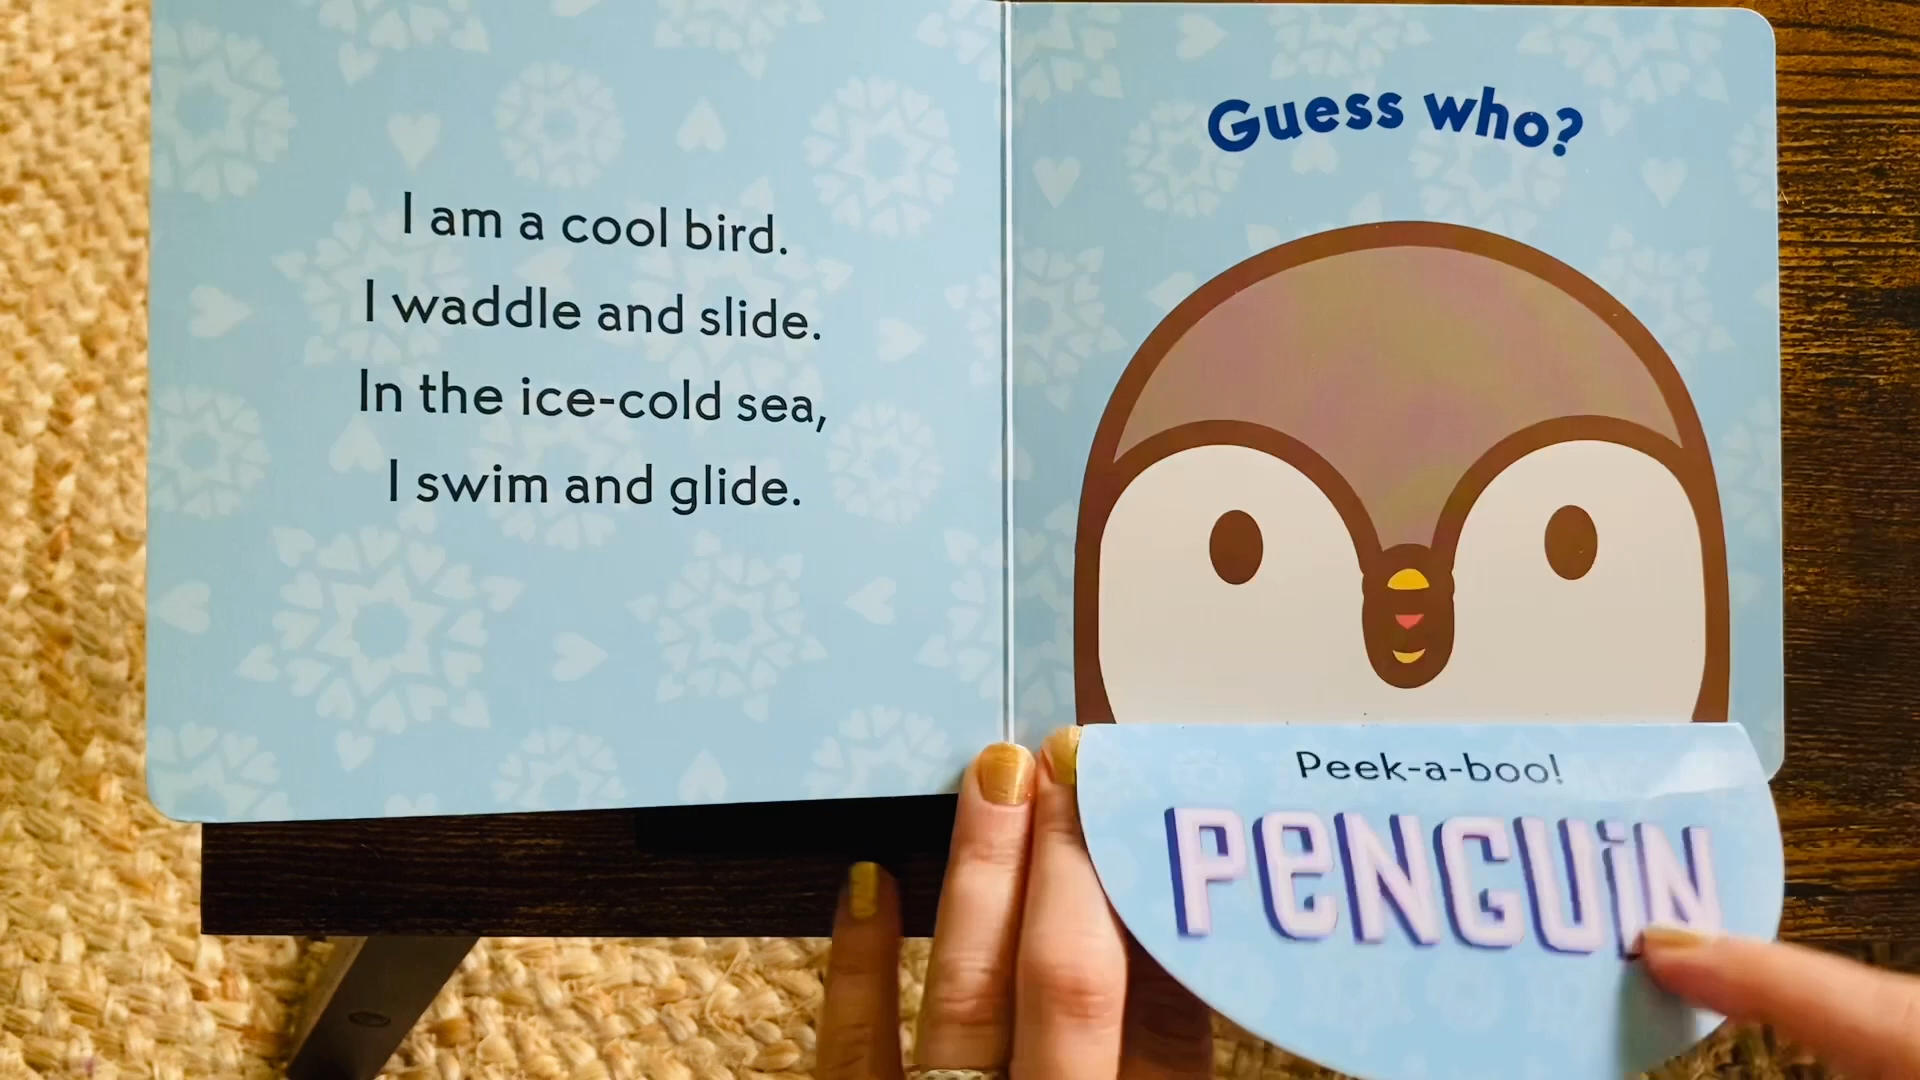 I am a cool bird.
I waddle and slide.
In the ice-cold sea,
I swim and glide.
Guess who?
Peek-a-boo!
PeNGUiN